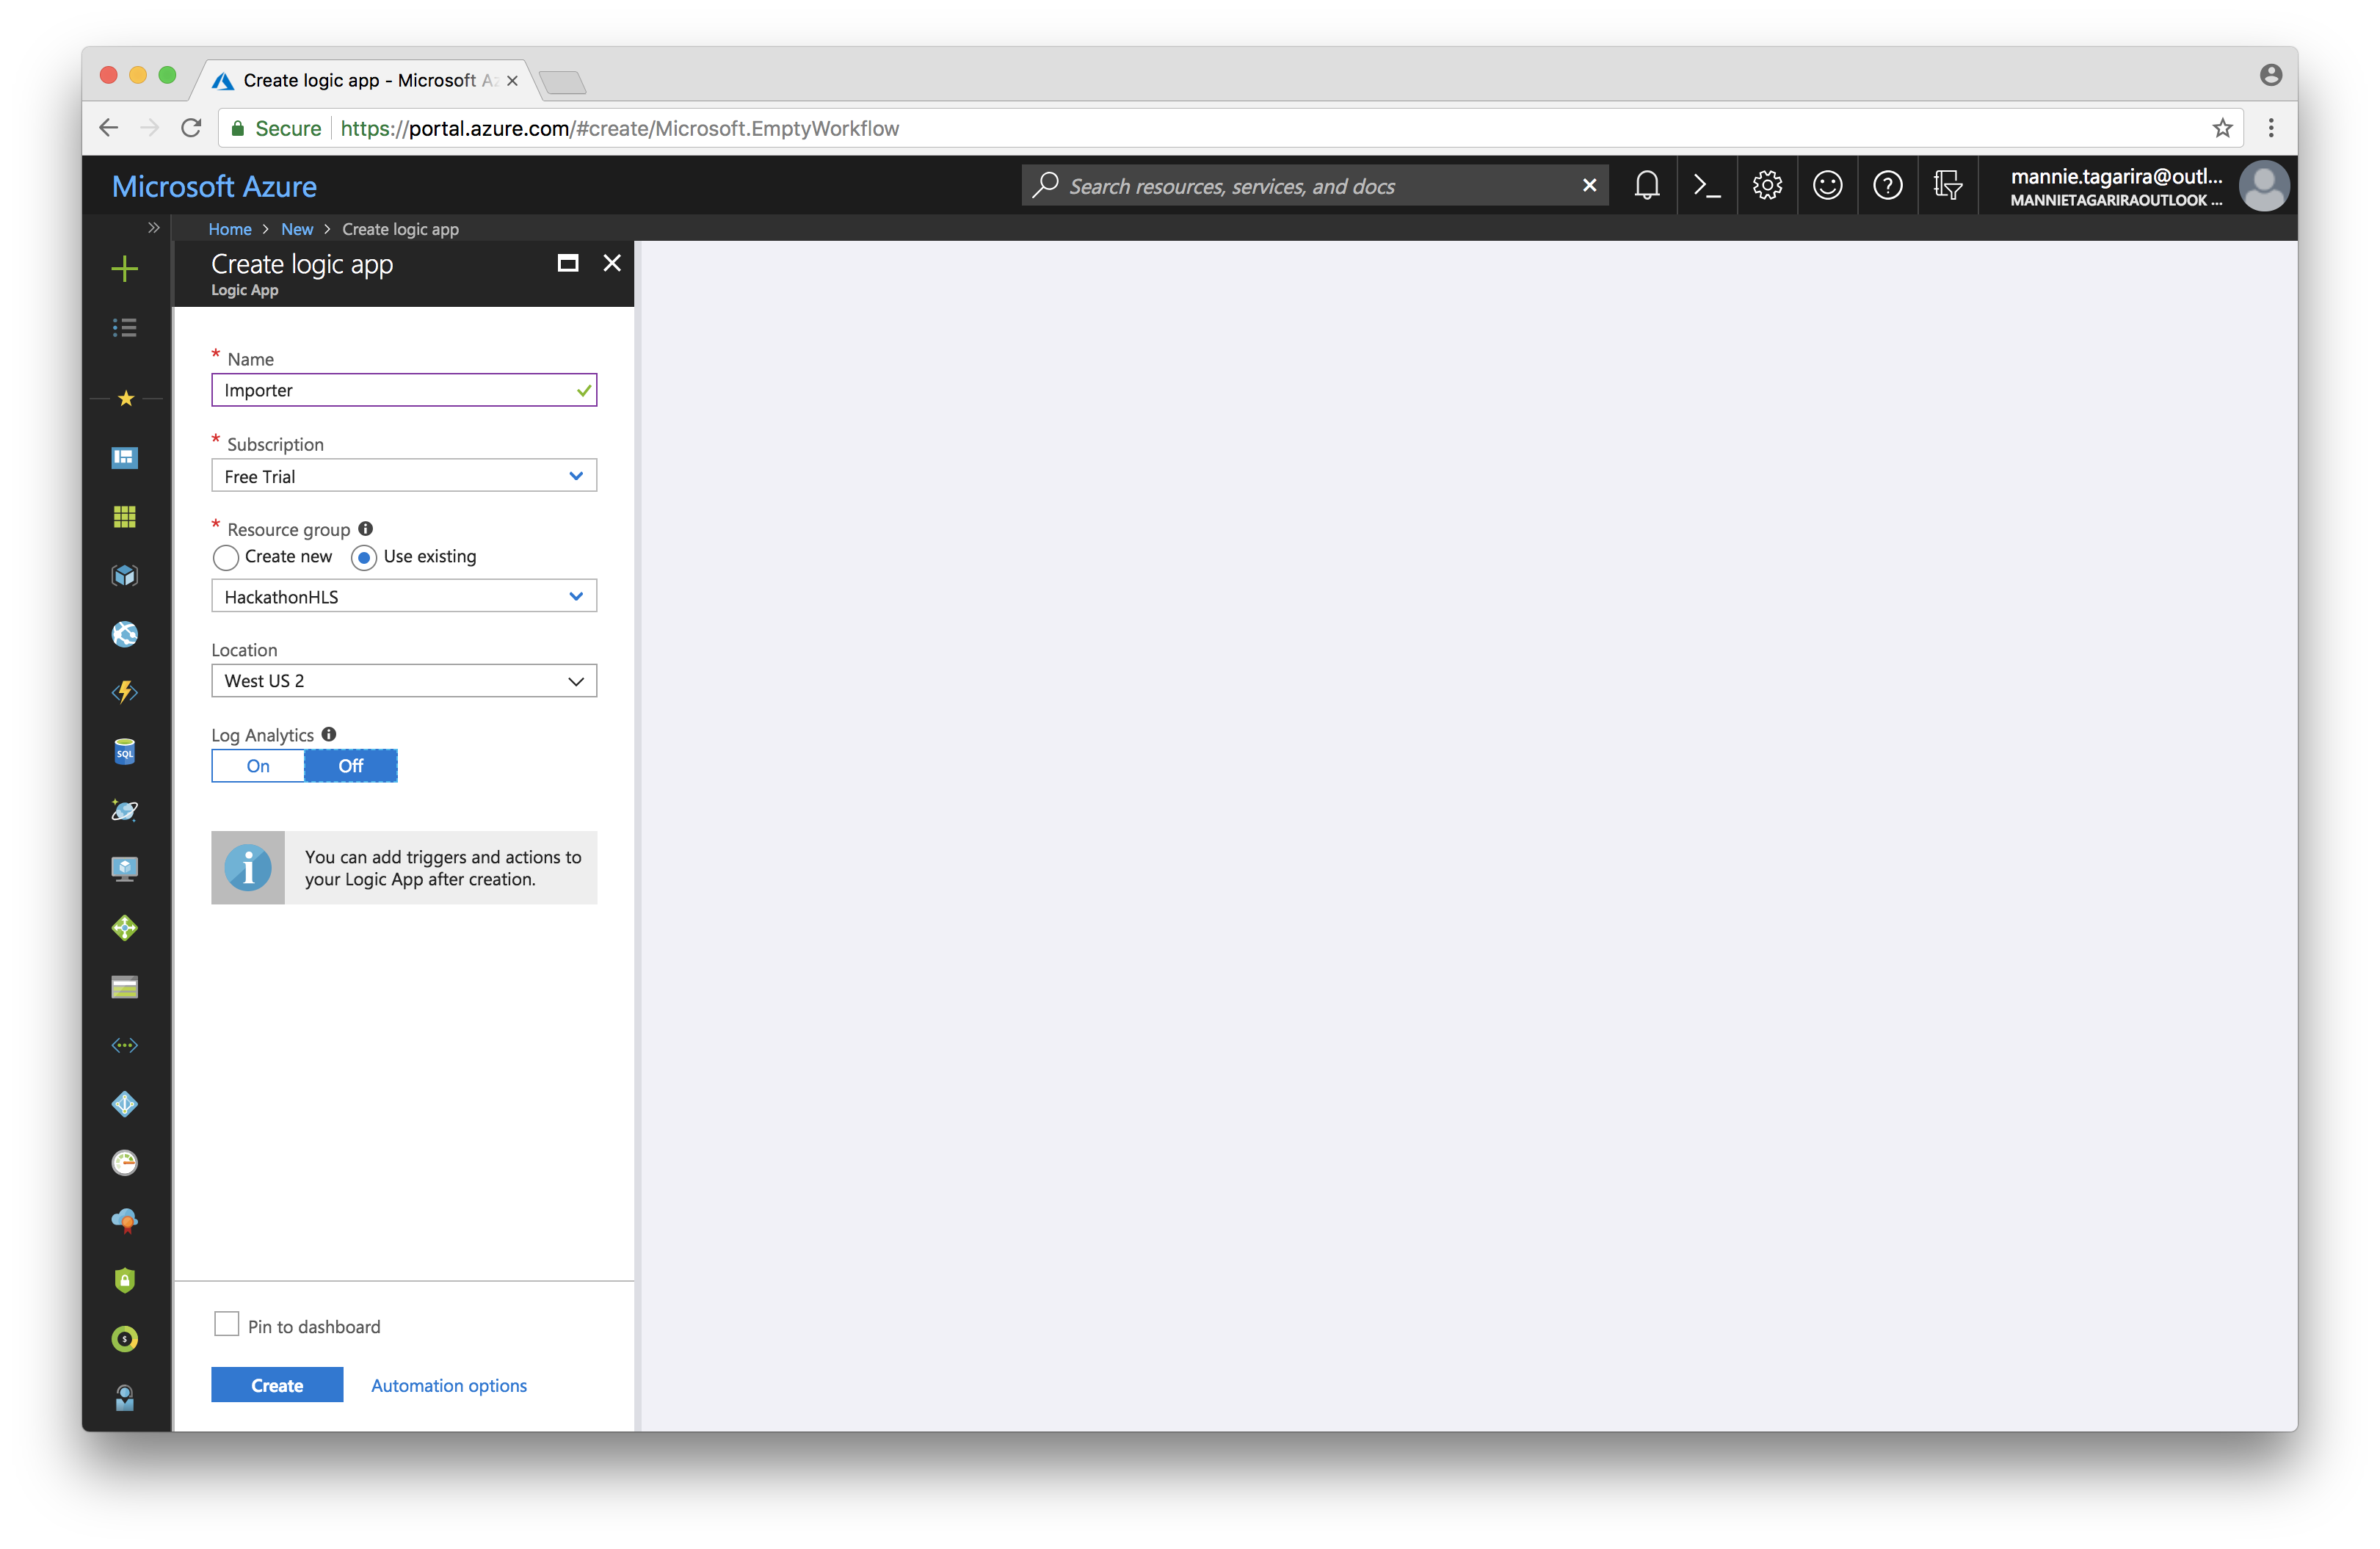 Create logic app - Microsoft Az
Secure https://portal.azure.com/#create/Microsoft.EmptyWorkflow
Microsoft Azure
Search resources, services, and docs
mannie.tagarira@outl...
MANNIETAGARIRAOUTLOOK ...
Home > New > Create logic app
Create logic app
Logic App
* Name
Importer
* Subscription
Free Trial
* Resource group
Create new Use existing
HackathonHLS
Location
West US 2
Log Analytics
On Off
You can add triggers and actions to
your Logic App after creation.
SQL
Pin to dashboard
Create Automation options